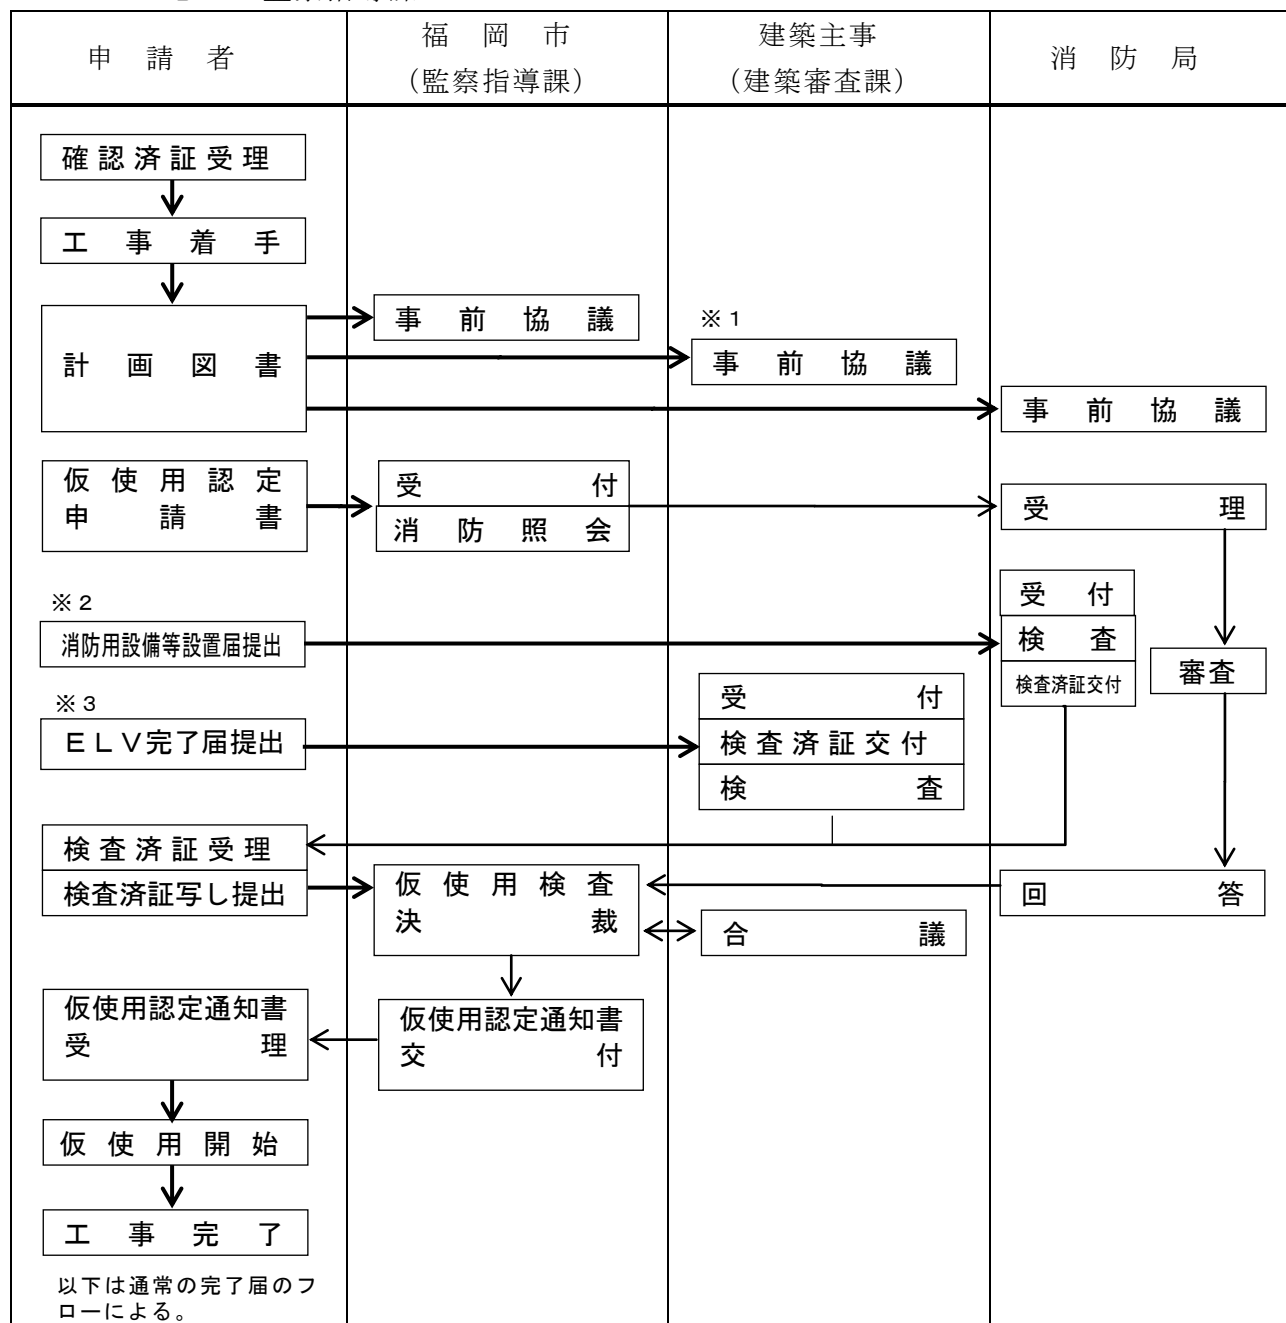 申請者
福岡市
(監察指導課)
建築主事
(建築審査課)
消防局
確認済証受理
工事着手
計画図書
事前協議
※1
事前協議
事前協議
仮使用認定
申請書
受付
消防照会
受理
※2
消防用設備等設置届提出
受付
検査
検査済証交付
審査
※3
ELV完了届提出
受付
検査済証交付
検査
検査済証受理
検査済証写し提出
仮使用検査
決裁
合議
回答
仮使用認定通知書
受理
仮使用認定通知書
交付
仮使用開始
工事完了
以下は通常の完了届のフ
ローによる。